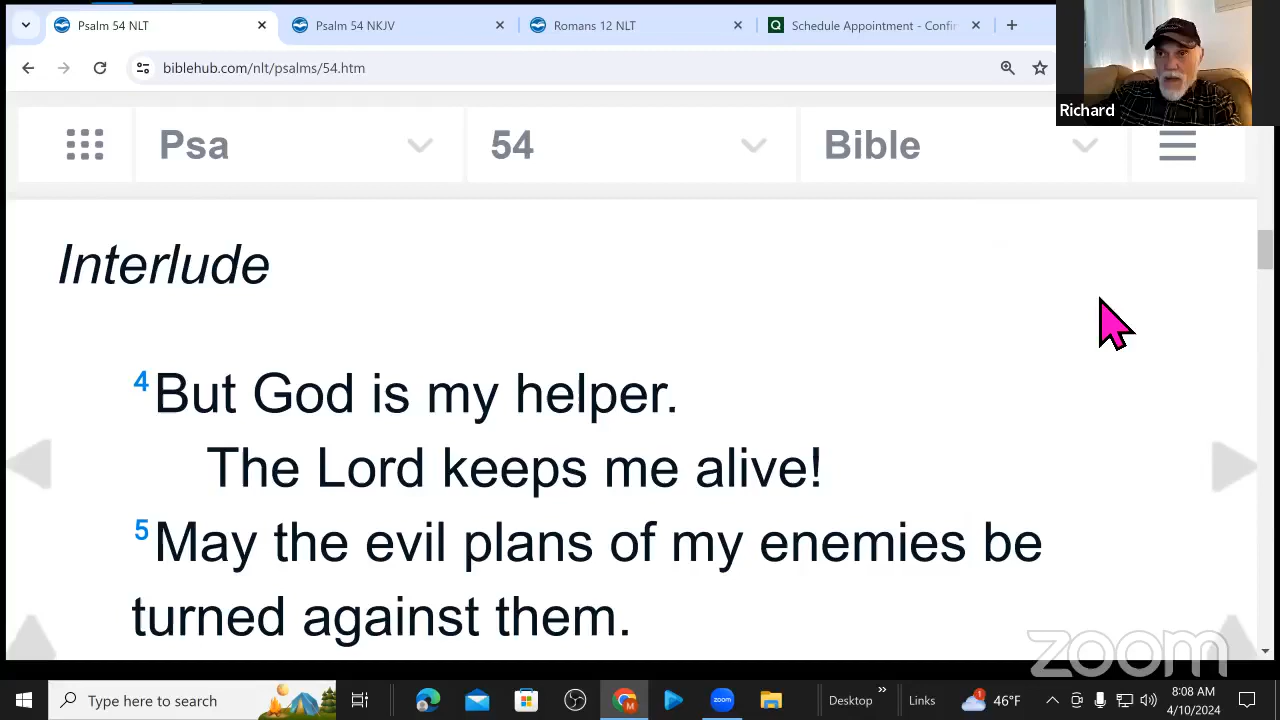 Psalm 54 NLT
Psalm 54 NKJV
Romans 12 NLT
Schedule Appointment - Confir
biblehub.com/nlt/psalms/54.htm
Richard
Psa
54
Bible
Interlude
4 But God is my helper.
The Lord keeps me alive!
5 May the evil plans of my enemies be
turned against them.
zoom
Type here to search
zoom
Desktop
Links
46°F
8:08 AM
4/10/2024